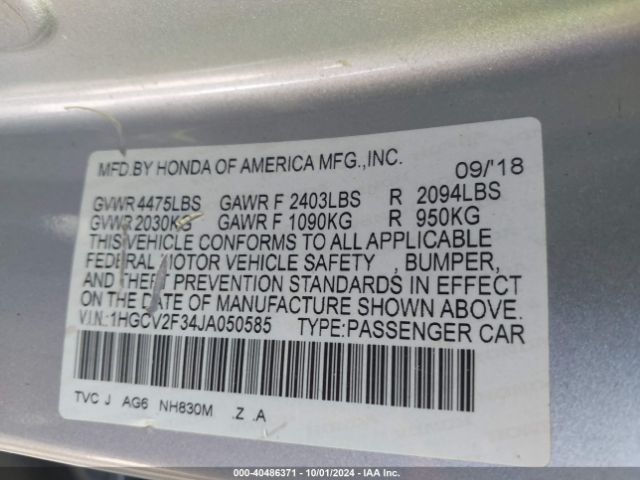 MFD.BY HONDA OF AMERICA MFG.,INC. 09/'18
GVWR 4475LBS GAWR F 2403LBS R 2094LBS
GVWR 2030KG GAWR F 1090KG R 950KG
THIS VEHICLE CONFORMS TO ALL APPLICABLE
FEDERAL MOTOR VEHICLE SAFETY , BUMPER,
AND THEFT PREVENTION STANDARDS IN EFFECT
ON THE DATE OF MANUFACTURE SHOWN ABOVE.
V.I.N.:1HGCV2F34JA050585 TYPE:PASSENGER CAR
TVC J AG6 NH830M .Z .A
000-40486371 - 10/01/2024 - IAA Inc.